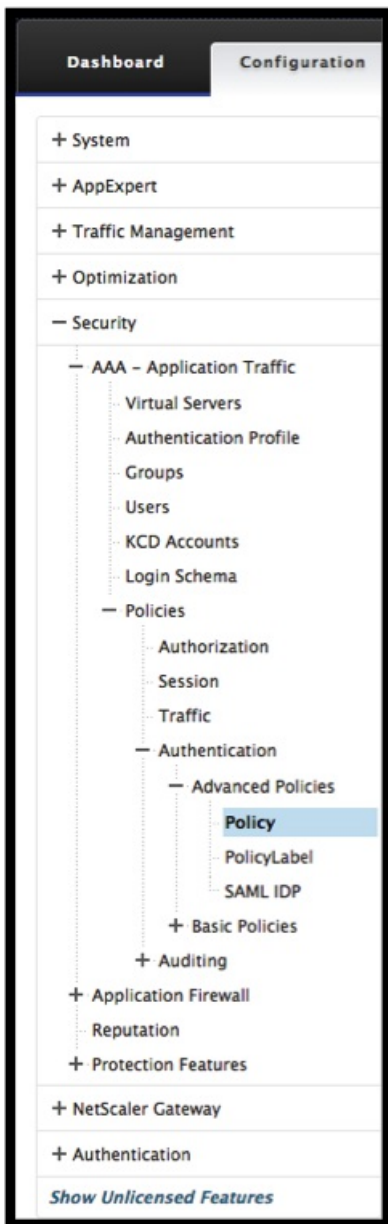 Dashboard Configuration
+ System
+ AppExpert
+ Traffic Management
+ Optimization
− Security
− AAA – Application Traffic
Virtual Servers
Authentication Profile
Groups
Users
KCD Accounts
Login Schema
− Policies
Authorization
Session
Traffic
− Authentication
− Advanced Policies
Policy
PolicyLabel
SAML IDP
+ Basic Policies
+ Auditing
+ Application Firewall
Reputation
+ Protection Features
+ NetScaler Gateway
+ Authentication
Show Unlicensed Features